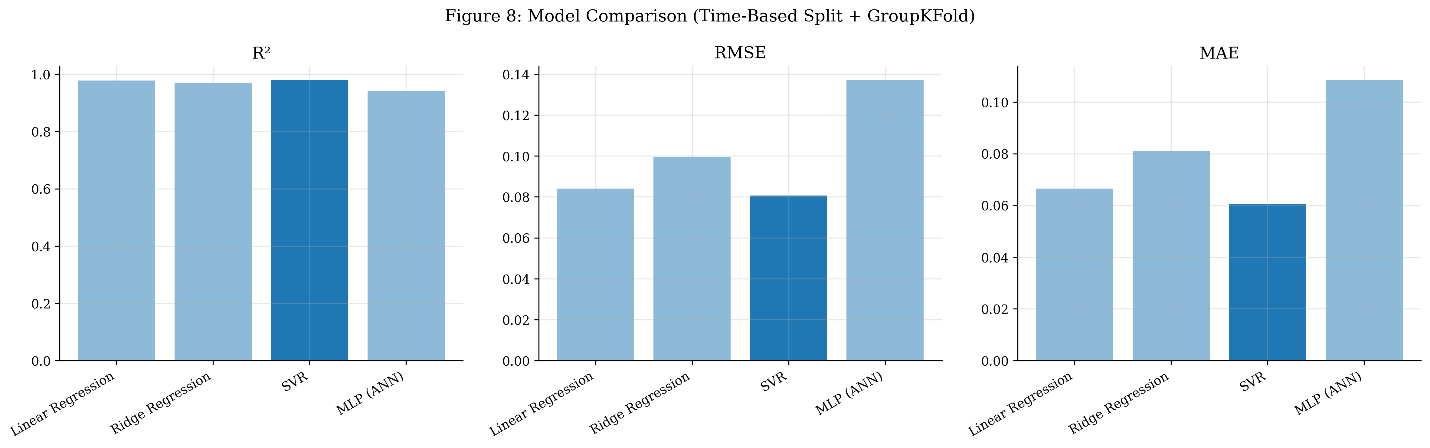 Figure 8: Model Comparison (Time-Based Split + GroupKFold)
R²
1.0
0.8
0.6
0.4
0.2
0.0
Linear Regression
Ridge Regression
SVR
MLP (ANN)
RMSE
0.14
0.12
0.10
0.08
0.06
0.04
0.02
0.00
Linear Regression
Ridge Regression
SVR
MLP (ANN)
MAE
0.10
0.08
0.06
0.04
0.02
0.00
Linear Regression
Ridge Regression
SVR
MLP (ANN)